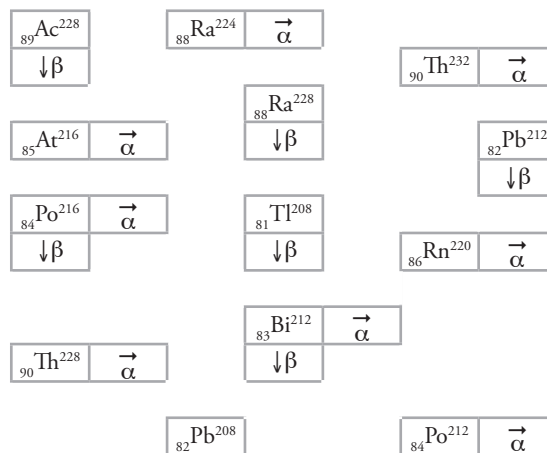 ₈₉Ac²²⁸ ₈₈Ra²²⁴ → α
↓β ₉₀Th²³² → α
₈₈Ra²²⁸
₈₅At²¹⁶ → α ↓β ₈₂Pb²¹²
↓β
₈₄Po²¹⁶ → α ₈₁Tl²⁰⁸
↓β ↓β ₈₆Rn²²⁰ → α
₈₃Bi²¹² → α
₉₀Th²²⁸ → α ↓β
₈₂Pb²⁰⁸ ₈₄Po²¹² → α